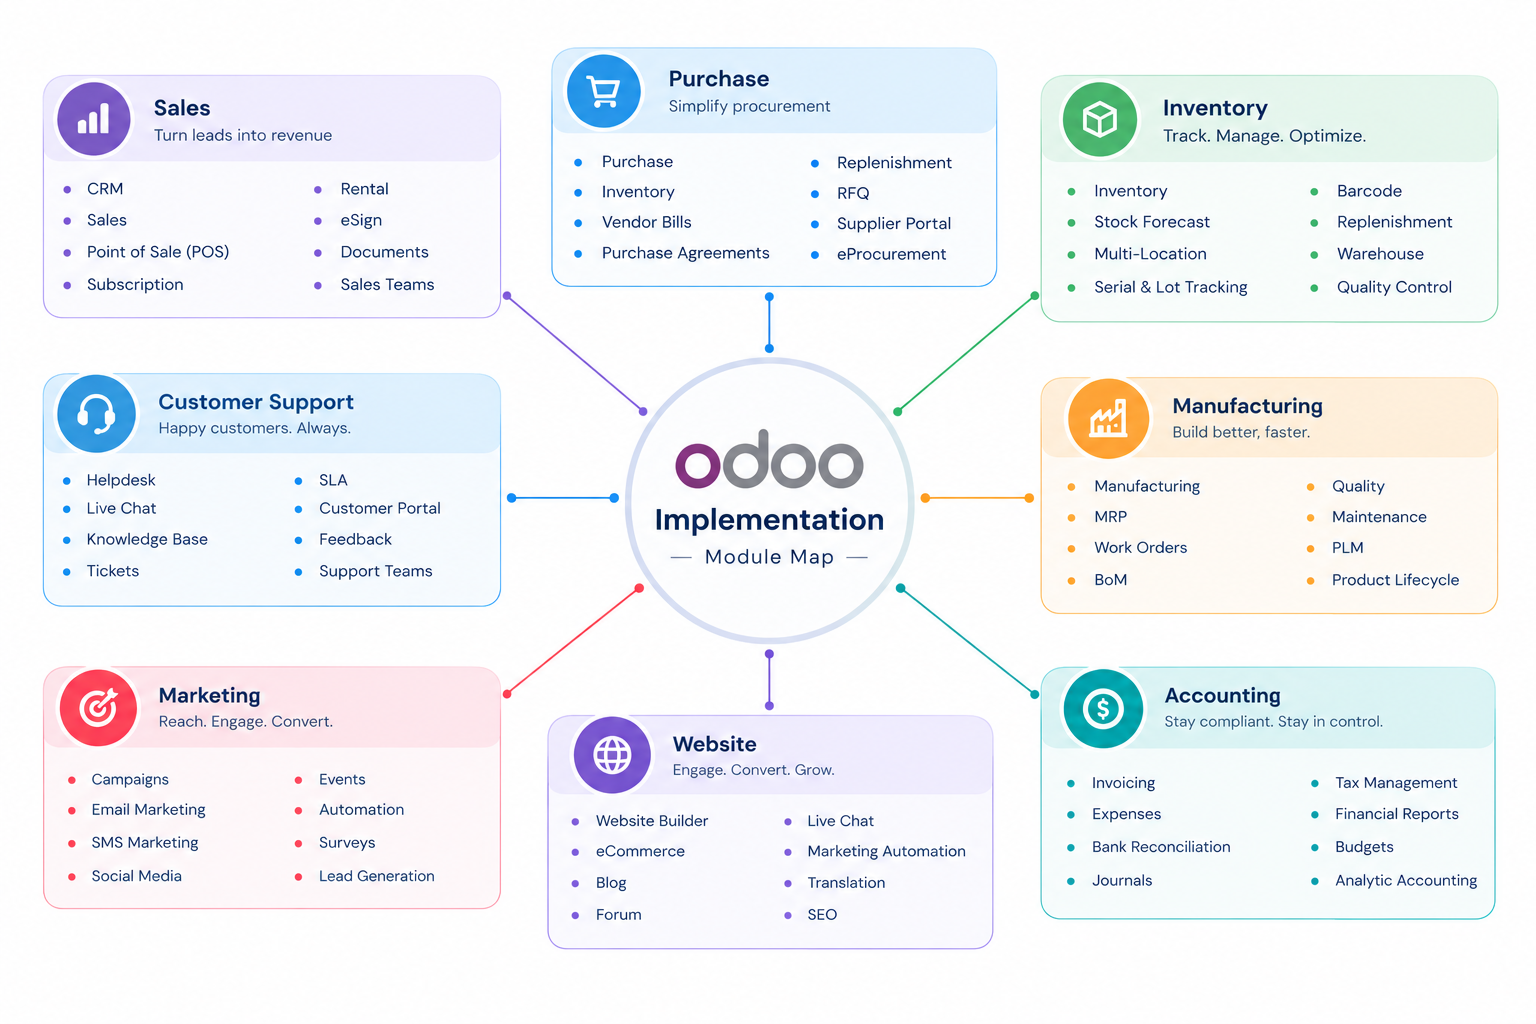 Sales
Turn leads into revenue
CRM
Sales
Point of Sale (POS)
Subscription
Rental
eSign
Documents
Sales Teams
Purchase
Simplify procurement
Purchase
Inventory
Vendor Bills
Purchase Agreements
Replenishment
RFQ
Supplier Portal
eProcurement
Inventory
Track. Manage. Optimize.
Inventory
Stock Forecast
Multi-Location
Serial & Lot Tracking
Barcode
Replenishment
Warehouse
Quality Control
Customer Support
Happy customers. Always.
Helpdesk
Live Chat
Knowledge Base
Tickets
SLA
Customer Portal
Feedback
Support Teams
odoo
Implementation
Module Map
Manufacturing
Build better, faster.
Manufacturing
MRP
Work Orders
BoM
Quality
Maintenance
PLM
Product Lifecycle
Marketing
Reach. Engage. Convert.
Campaigns
Email Marketing
SMS Marketing
Social Media
Events
Automation
Surveys
Lead Generation
Website
Engage. Convert. Grow.
Website Builder
eCommerce
Blog
Forum
Live Chat
Marketing Automation
Translation
SEO
Accounting
Stay compliant. Stay in control.
$
Invoicing
Expenses
Bank Reconciliation
Journals
Tax Management
Financial Reports
Budgets
Analytic Accounting